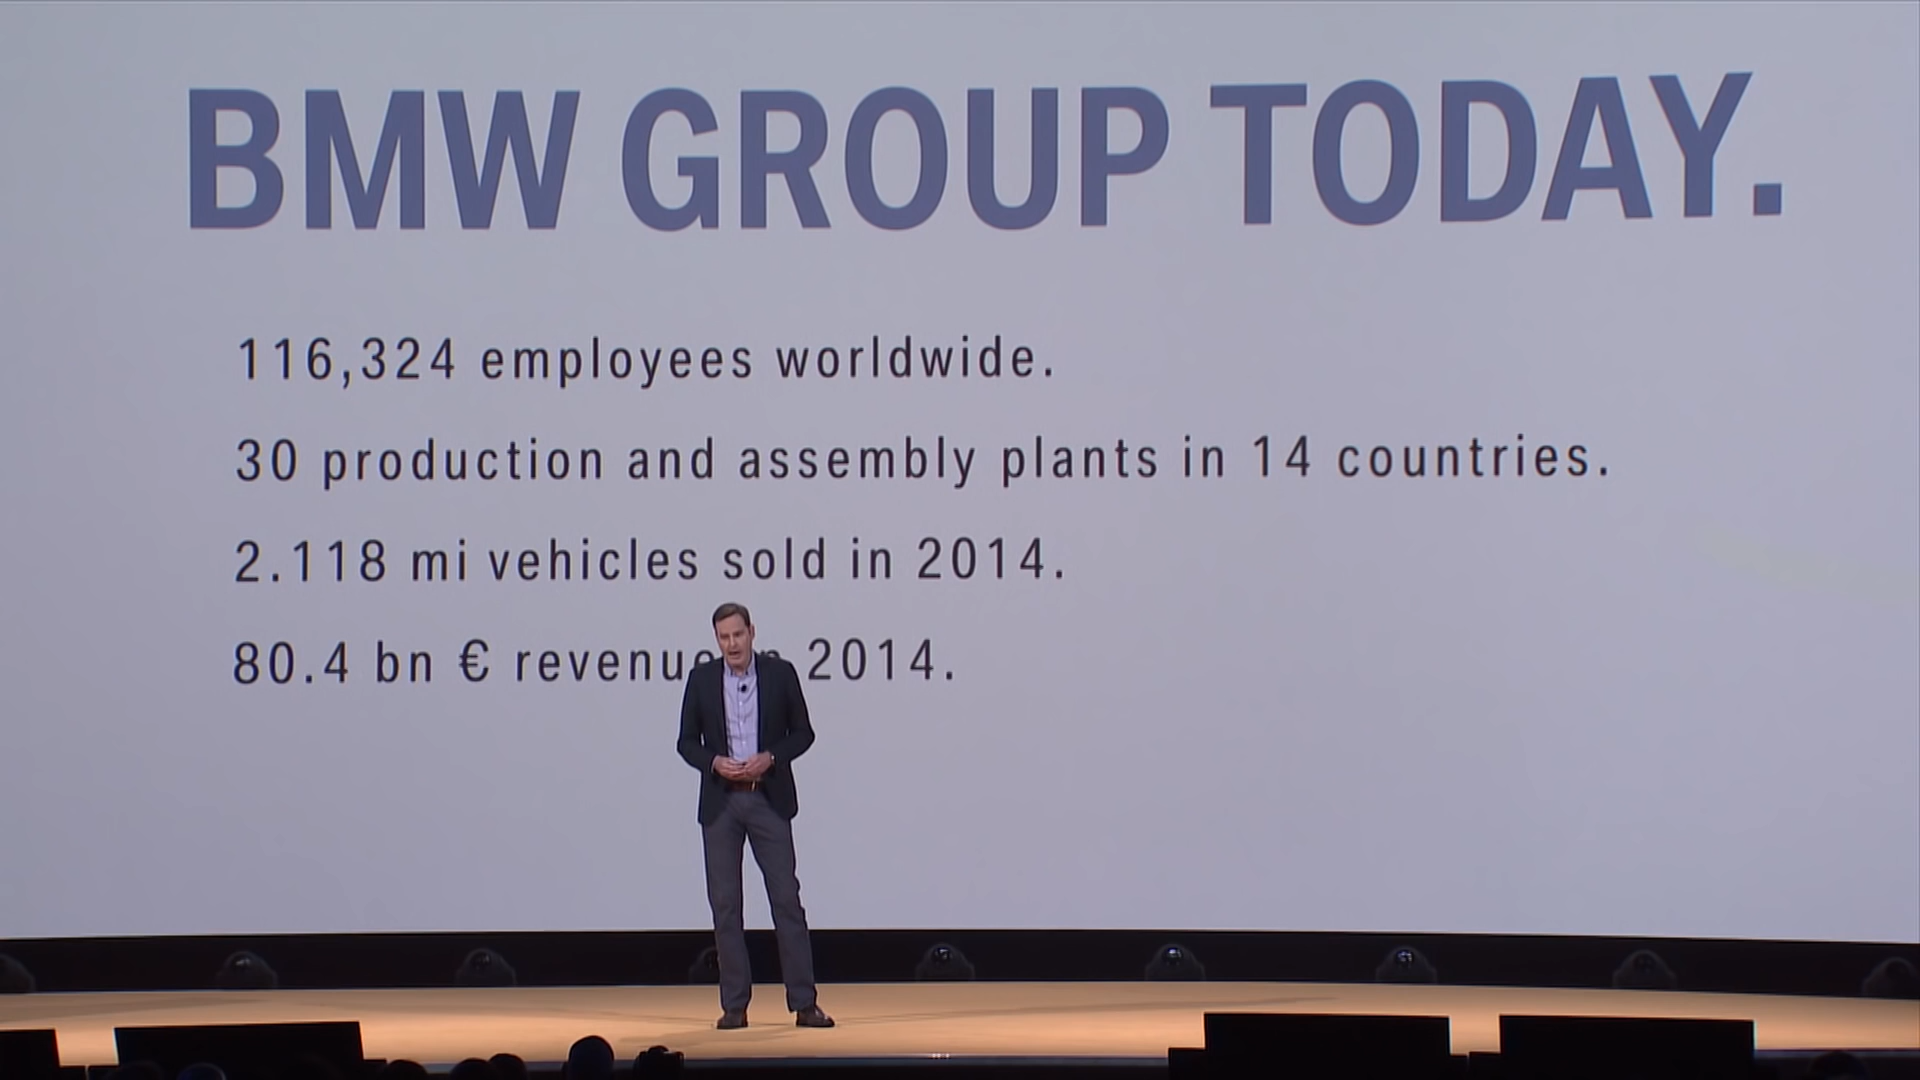 BMW GROUP TODAY.
116,324 employees worldwide.
30 production and assembly plants in 14 countries.
2.118 mi vehicles sold in 2014.
80.4 bn € revenue 2014.